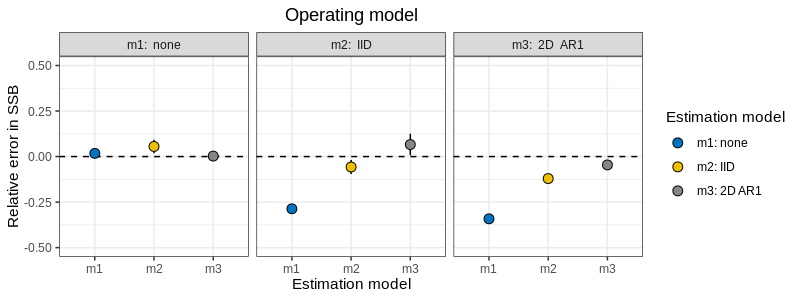 Operating model
m1: none
m2: IID
m3: 2D AR1
Relative error in SSB
0.50
0.25
0.00
-0.25
-0.50
m1 m2 m3
m1 m2 m3
m1 m2 m3
Estimation model
Estimation model
m1: none
m2: IID
m3: 2D AR1